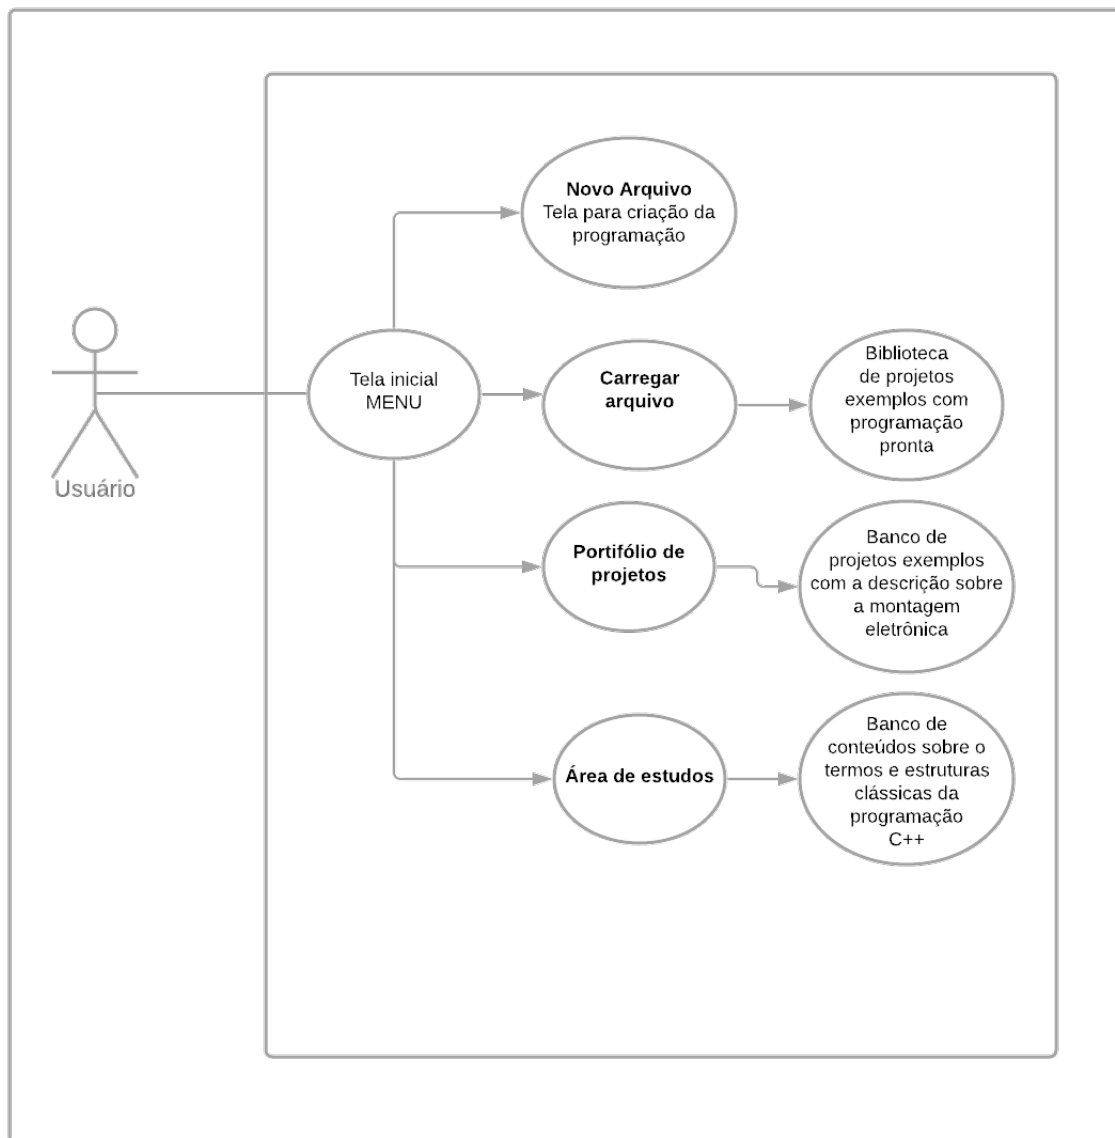 Novo Arquivo
Tela para criação da
programação
Usuário
Tela inicial
MENU
Carregar
arquivo
Biblioteca
de projetos
exemplos com
programação
pronta
Portifólio de
projetos
Banco de
projetos exemplos
com a descrição sobre
a montagem
eletrônica
Área de estudos
Banco de
conteúdos sobre o
termos e estruturas
clássicas da
programação
C++